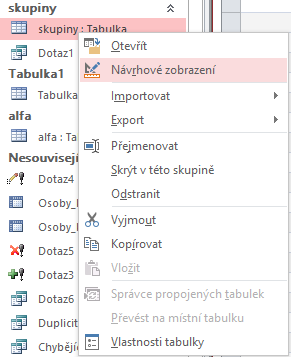 skupiny
skupiny : Tabulka
Dotaz1
Tabulka1
Tabulka
alfa
alfa : Tab
Nesouvisejí
Dotaz4
Osoby_
Osoby_
Dotaz5
Dotaz3
Dotaz6
Duplicit
Chybějíc
Otevřít
Návrhové zobrazení
Importovat
Export
Přejmenovat
Skrýt v této skupině
Odstranit
Vyjmout
Kopírovat
Vložit
Správce propojených tabulek
Převést na místní tabulku
Vlastnosti tabulky